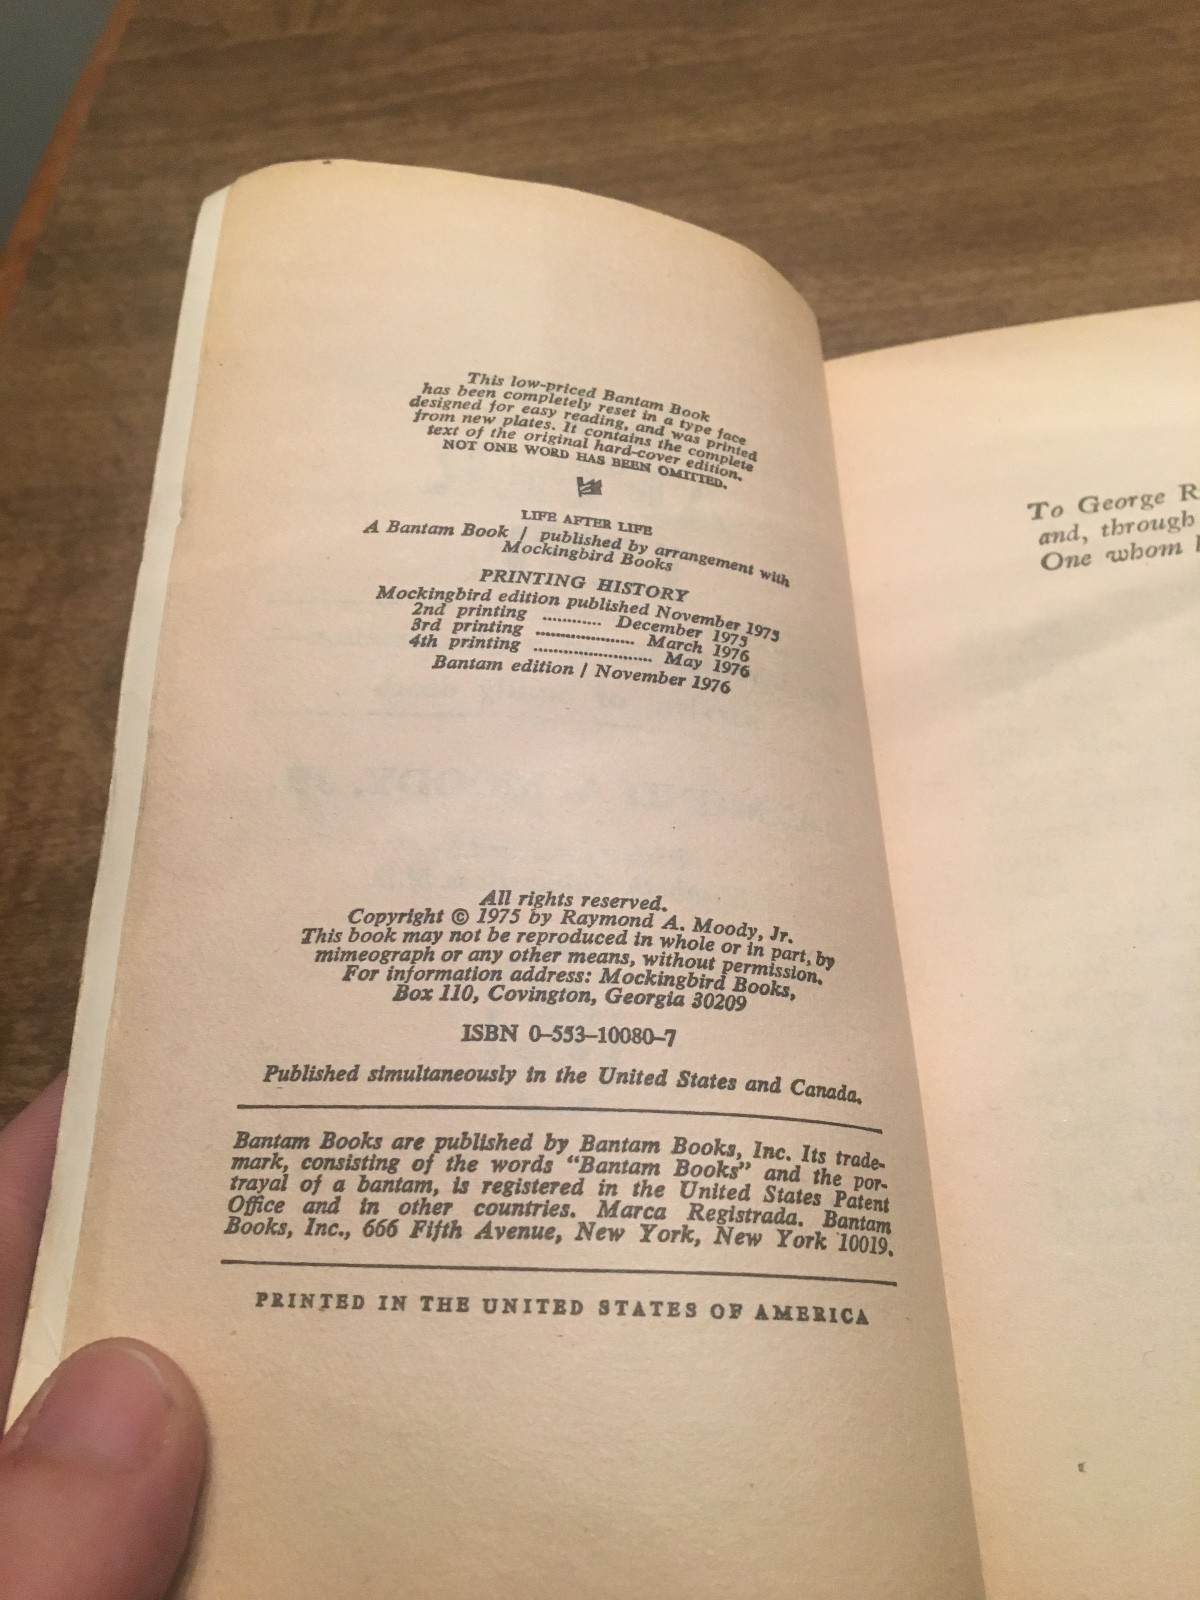 This low-priced Bantam Book
has been completely reset in a type face
designed for easy reading, and was printed
from new plates. It contains the complete
text of the original hard-cover edition.
NOT ONE WORD HAS BEEN OMITTED.
LIFE AFTER LIFE
A Bantam Book / published by arrangement with
Mockingbird Books
PRINTING HISTORY
Mockingbird edition published November 1975
2nd printing ............ December 1975
3rd printing ..................... March 1976
4th printing ......................... May 1976
Bantam edition / November 1976
All rights reserved.
Copyright © 1975 by Raymond A. Moody, Jr.
This book may not be reproduced in whole or in part, by
mimeograph or any other means, without permission.
For information address: Mockingbird Books,
Box 110, Covington, Georgia 30209
ISBN 0–553–10080–7
Published simultaneously in the United States and Canada.
Bantam Books are published by Bantam Books, Inc. Its trade-
mark, consisting of the words “Bantam Books” and the por-
trayal of a bantam, is registered in the United States Patent
Office and in other countries. Marca Registrada. Bantam
Books, Inc., 666 Fifth Avenue, New York, New York 10019.
PRINTED IN THE UNITED STATES OF AMERICA
To George R
and, through
One whom